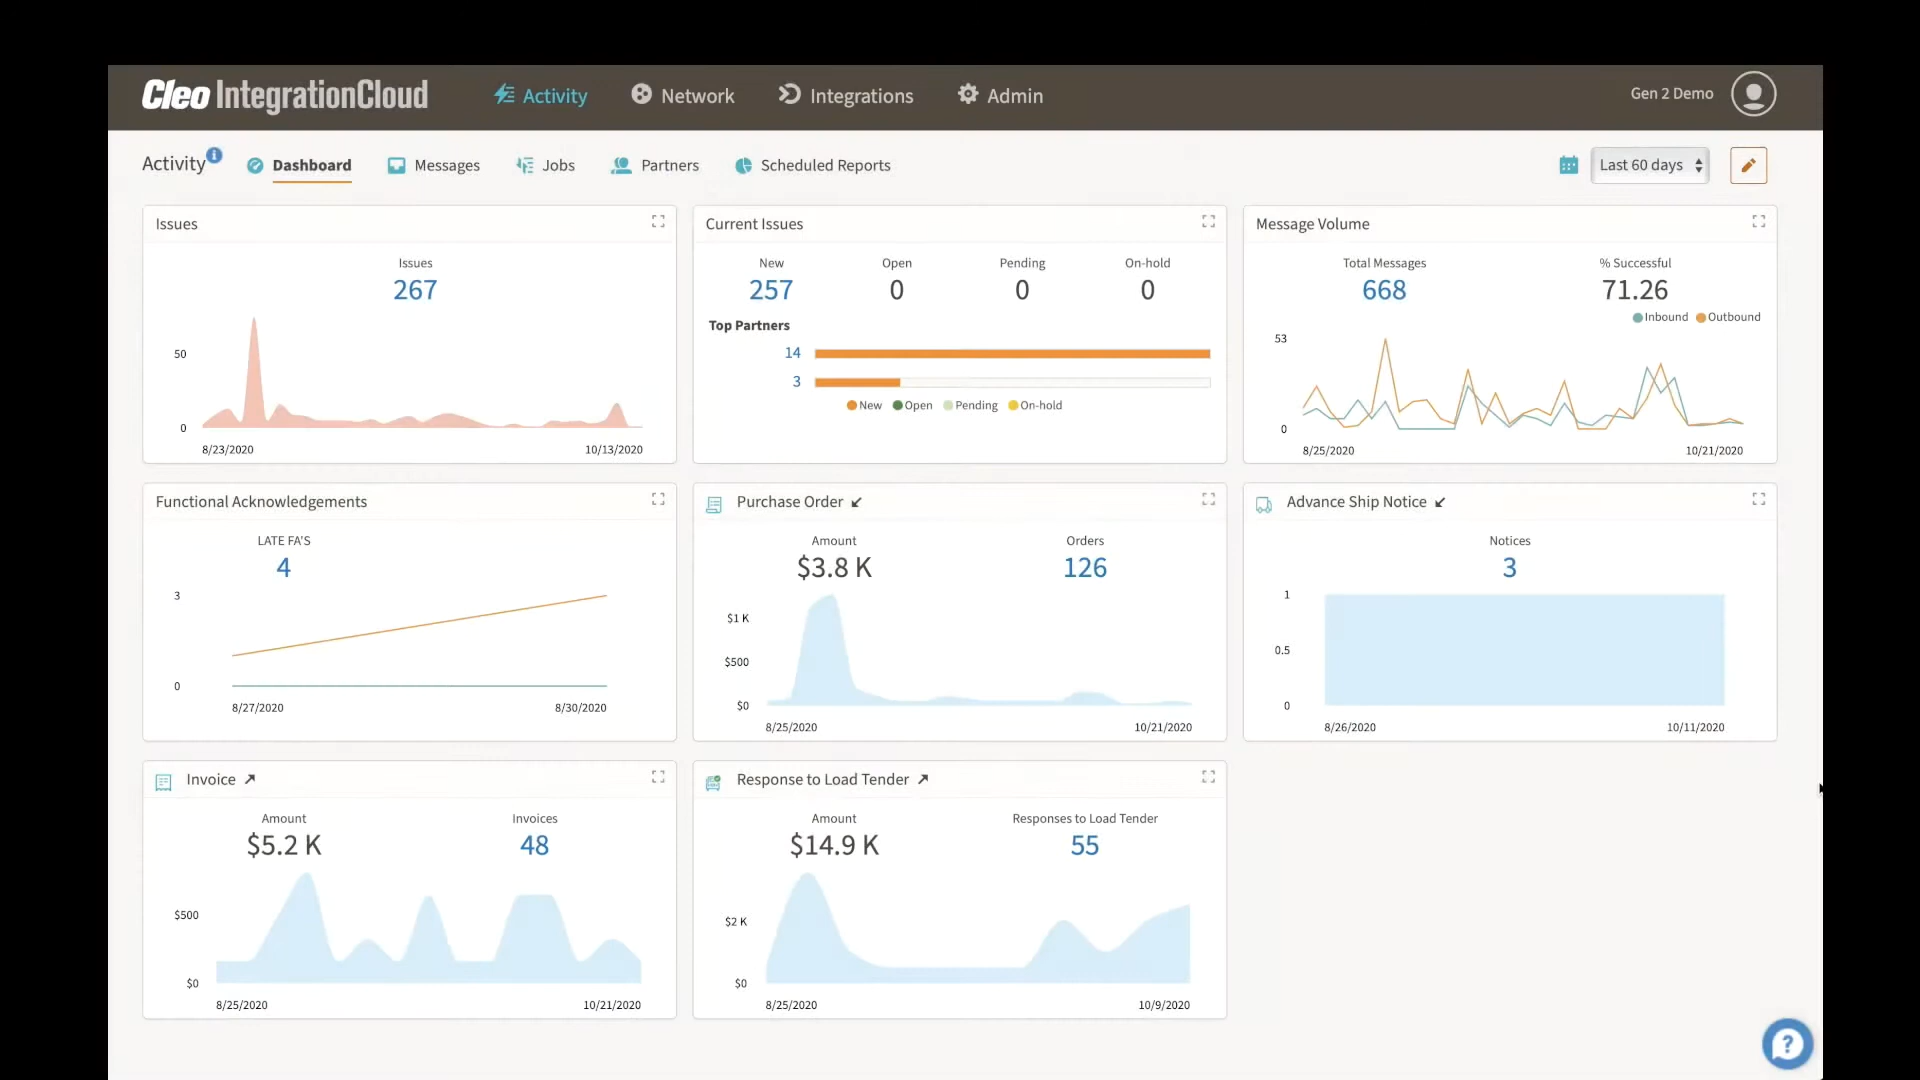 Cleo IntegrationCloud
Activity
Network
Integrations
Admin
Gen 2 Demo
Activity
Dashboard
Messages
Jobs
Partners
Scheduled Reports
Last 60 days
Issues
Issues
267
50
0
8/23/2020 10/13/2020
Current Issues
New Open Pending On-hold
257 0 0 0
Top Partners
14
3
New Open Pending On-hold
Message Volume
Total Messages % Successful
668 71.26
Inbound Outbound
53
0
8/25/2020 10/21/2020
Functional Acknowledgements
LATE FA'S
4
3
0
8/27/2020 8/30/2020
Purchase Order
Amount Orders
$3.8 K 126
$1 K
$500
$0
8/25/2020 10/21/2020
Advance Ship Notice
Notices
3
1
0.5
0
8/26/2020 10/11/2020
Invoice
Amount Invoices
$5.2 K 48
$500
$0
8/25/2020 10/21/2020
Response to Load Tender
Amount Responses to Load Tender
$14.9 K 55
$2 K
$0
8/25/2020 10/9/2020
?